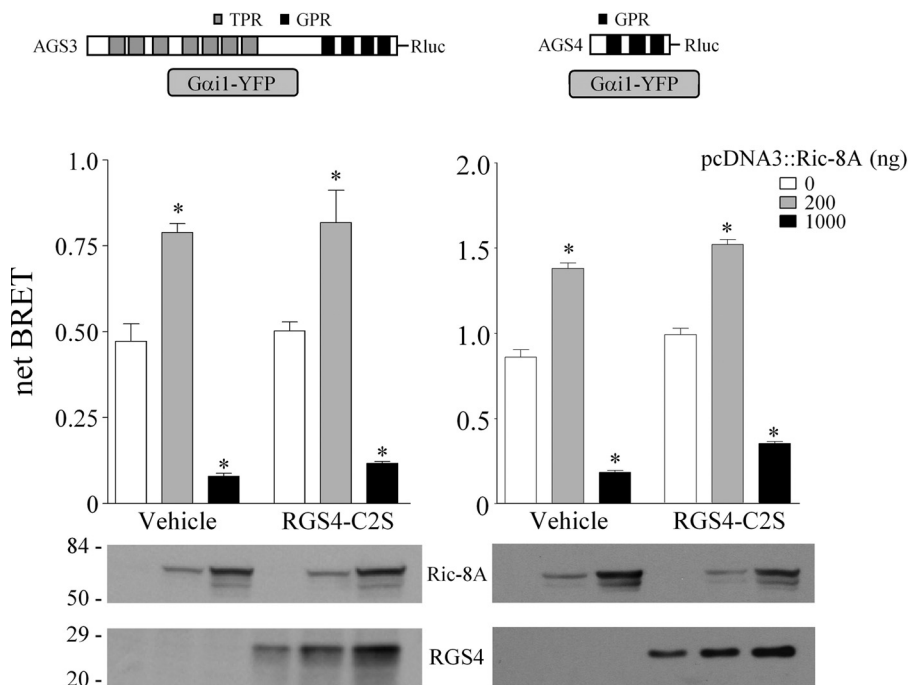 TPR GPR
AGS3 Rluc
Gαi1-YFP
GPR
AGS4 Rluc
Gαi1-YFP
net BRET
1.0
0.75
0.50
0.25
0
* * * *
Vehicle RGS4-C2S
2.0
1.5
1.0
0.5
0
* * * *
Vehicle RGS4-C2S
pcDNA3::Ric-8A (ng)
0
200
1000
84 -
50 -
Ric-8A
29 -
20 -
RGS4